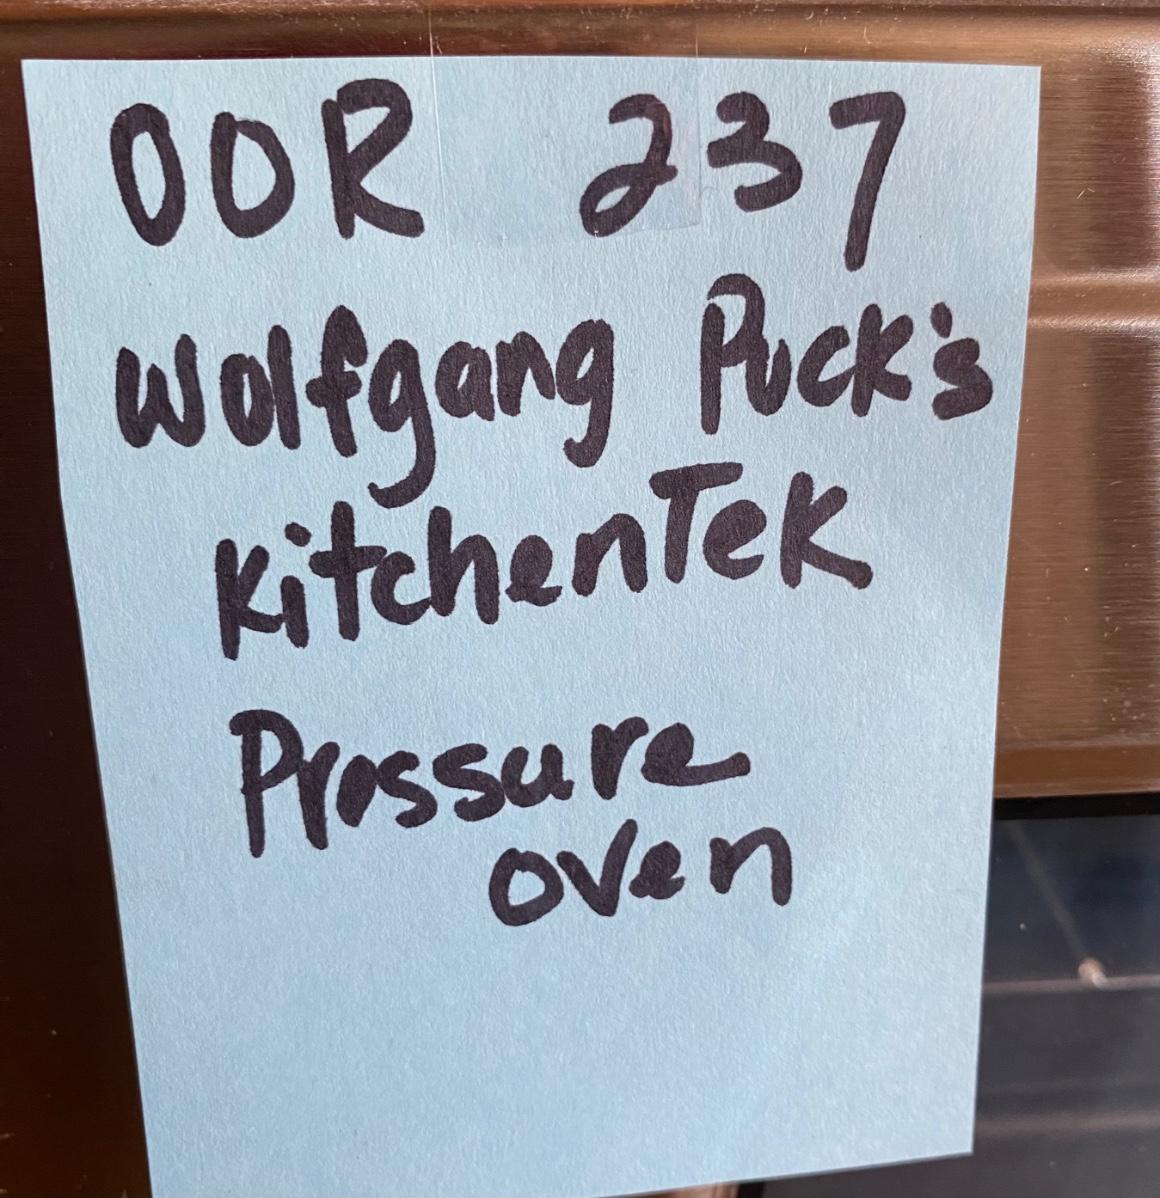 OOR 237
Wolfgang Puck's
KitchenTek
Pressure
oven